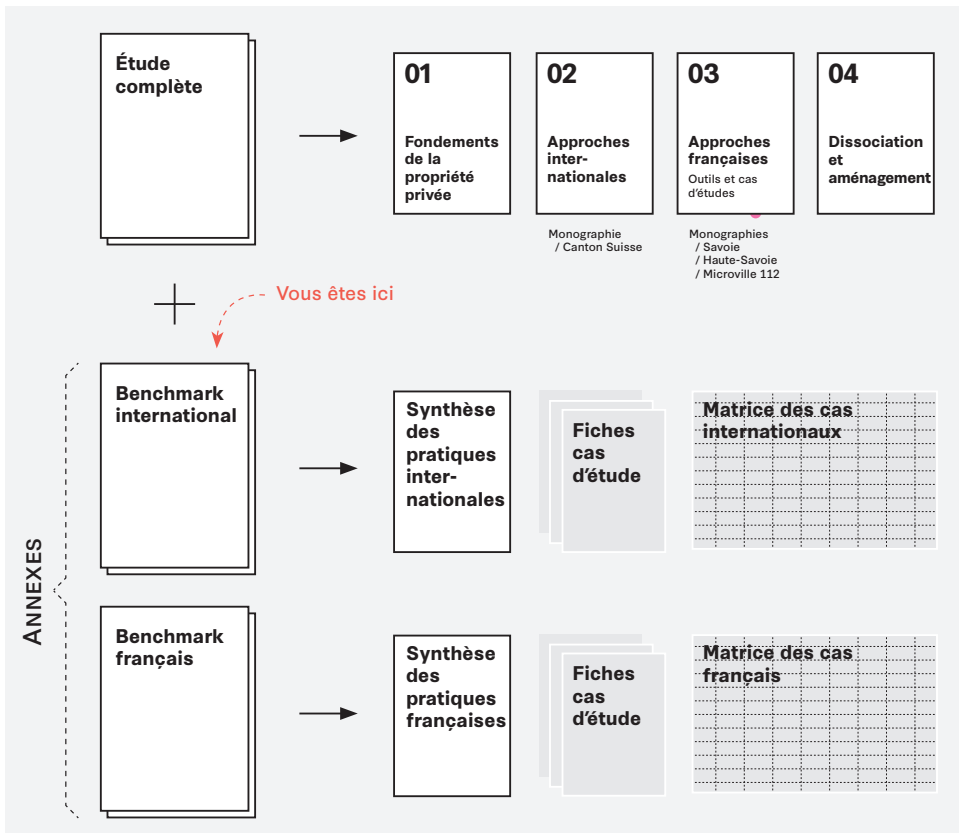 Étude
complète
01
Fondements
de la
propriété
privée
02
Approches
inter-
nationales
Monographie
/ Canton Suisse
03
Approches
françaises
Outils et cas
d'études
Monographies
/ Savoie
/ Haute-Savoie
/ Microville 112
04
Dissociation
et
aménagement
Vous êtes ici
ANNEXES
Benchmark
international
Synthèse
des
pratiques
inter-
nationales
Fiches
cas
d'étude
Matrice des cas
internationaux
Benchmark
français
Synthèse
des
pratiques
françaises
Fiches
cas
d'étude
Matrice des cas
français